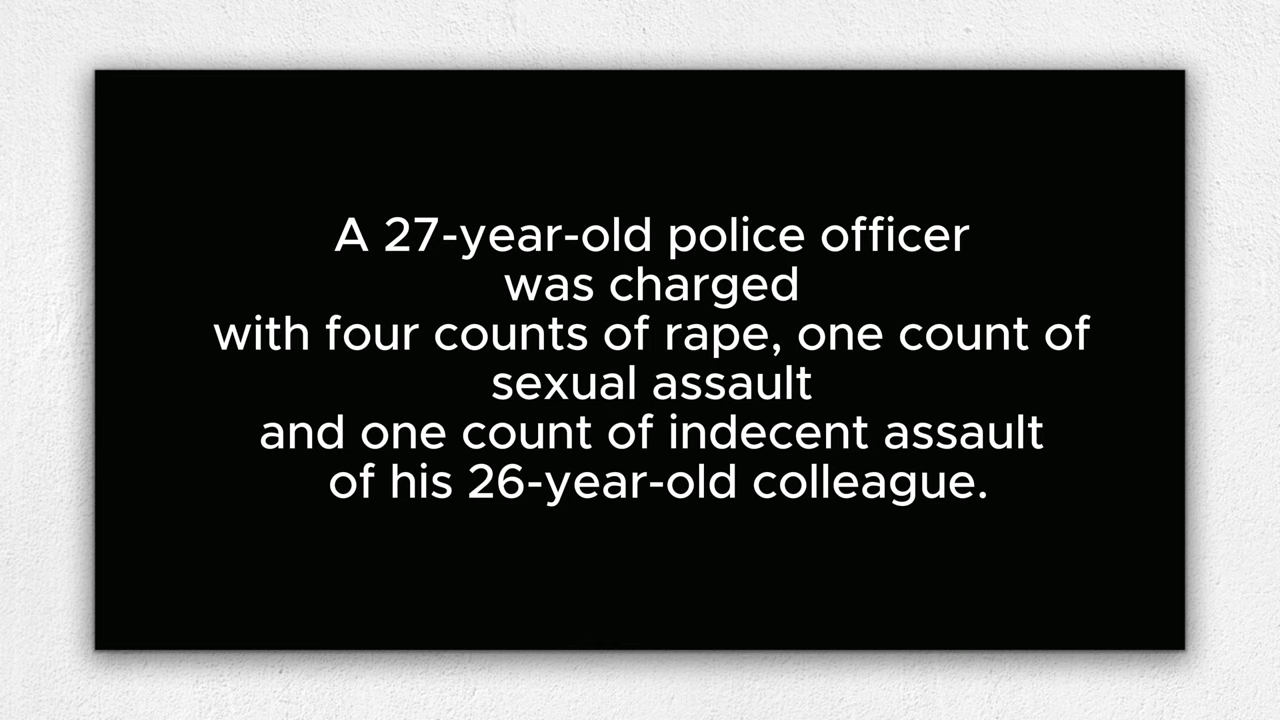 A 27-year-old police officer
was charged
with four counts of rape, one count of
sexual assault
and one count of indecent assault
of his 26-year-old colleague.